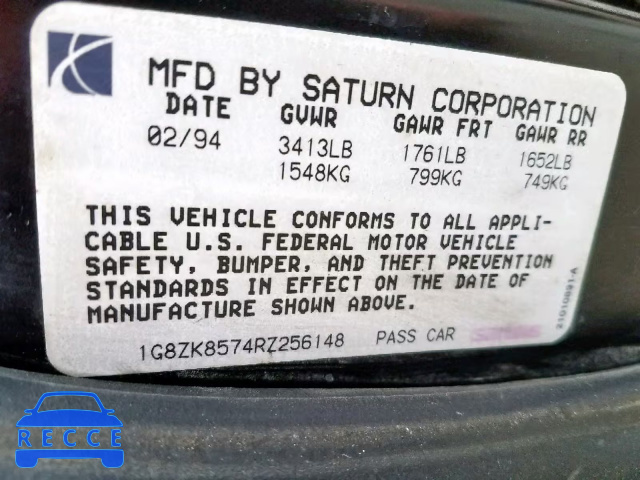 MFD BY SATURN CORPORATION
DATE GVWR GAWR FRT GAWR RR
02/94 3413LB 1761LB 1652LB
1548KG 799KG 749KG
THIS VEHICLE CONFORMS TO ALL APPLI-
CABLE U.S. FEDERAL MOTOR VEHICLE
SAFETY, BUMPER, AND THEFT PREVENTION
STANDARDS IN EFFECT ON THE DATE OF
MANUFACTURE SHOWN ABOVE.
1G8ZK8574RZ256148 PASS CAR
21010891-A
RECCE